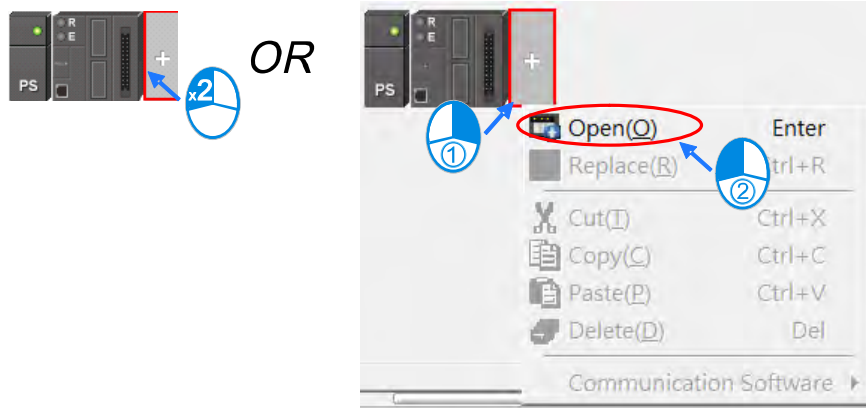 R
E
PS
+
x2
OR
R
E
PS
+
1
Open(O) Enter
Replace(R) trl+R
2
Cut(T) Ctrl+X
Copy(C) Ctrl+C
Paste(P) Ctrl+V
Delete(D) Del
Communication Software